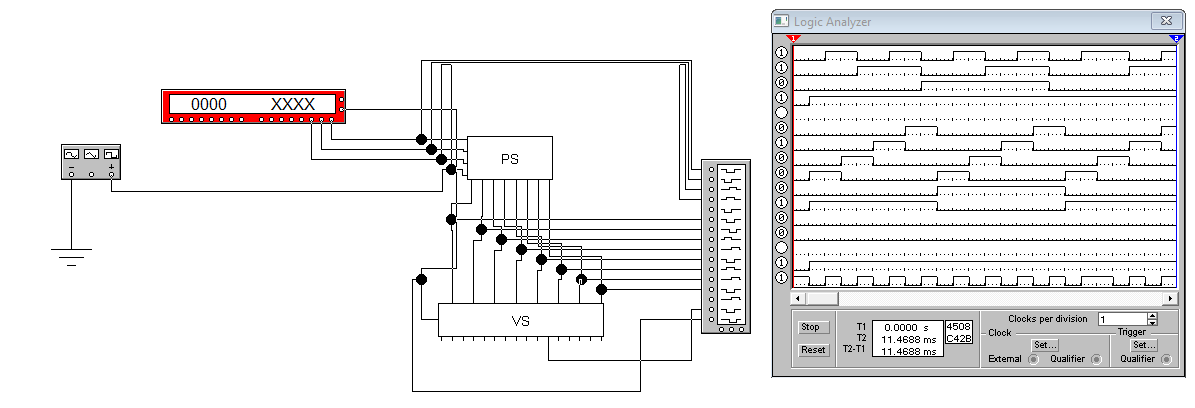 Logic Analyzer
0000 XXXX
PS
VS
1
2
1
1
0
1
0
1
0
0
0
1
0
0
1
1
Stop
Reset
T1 0.0000 s 4508
T2 11.4688 ms C42B
T2-T1 11.4688 ms
Clocks per division 1
Clock
Set...
External Qualifier
Trigger
Set...
Qualifier